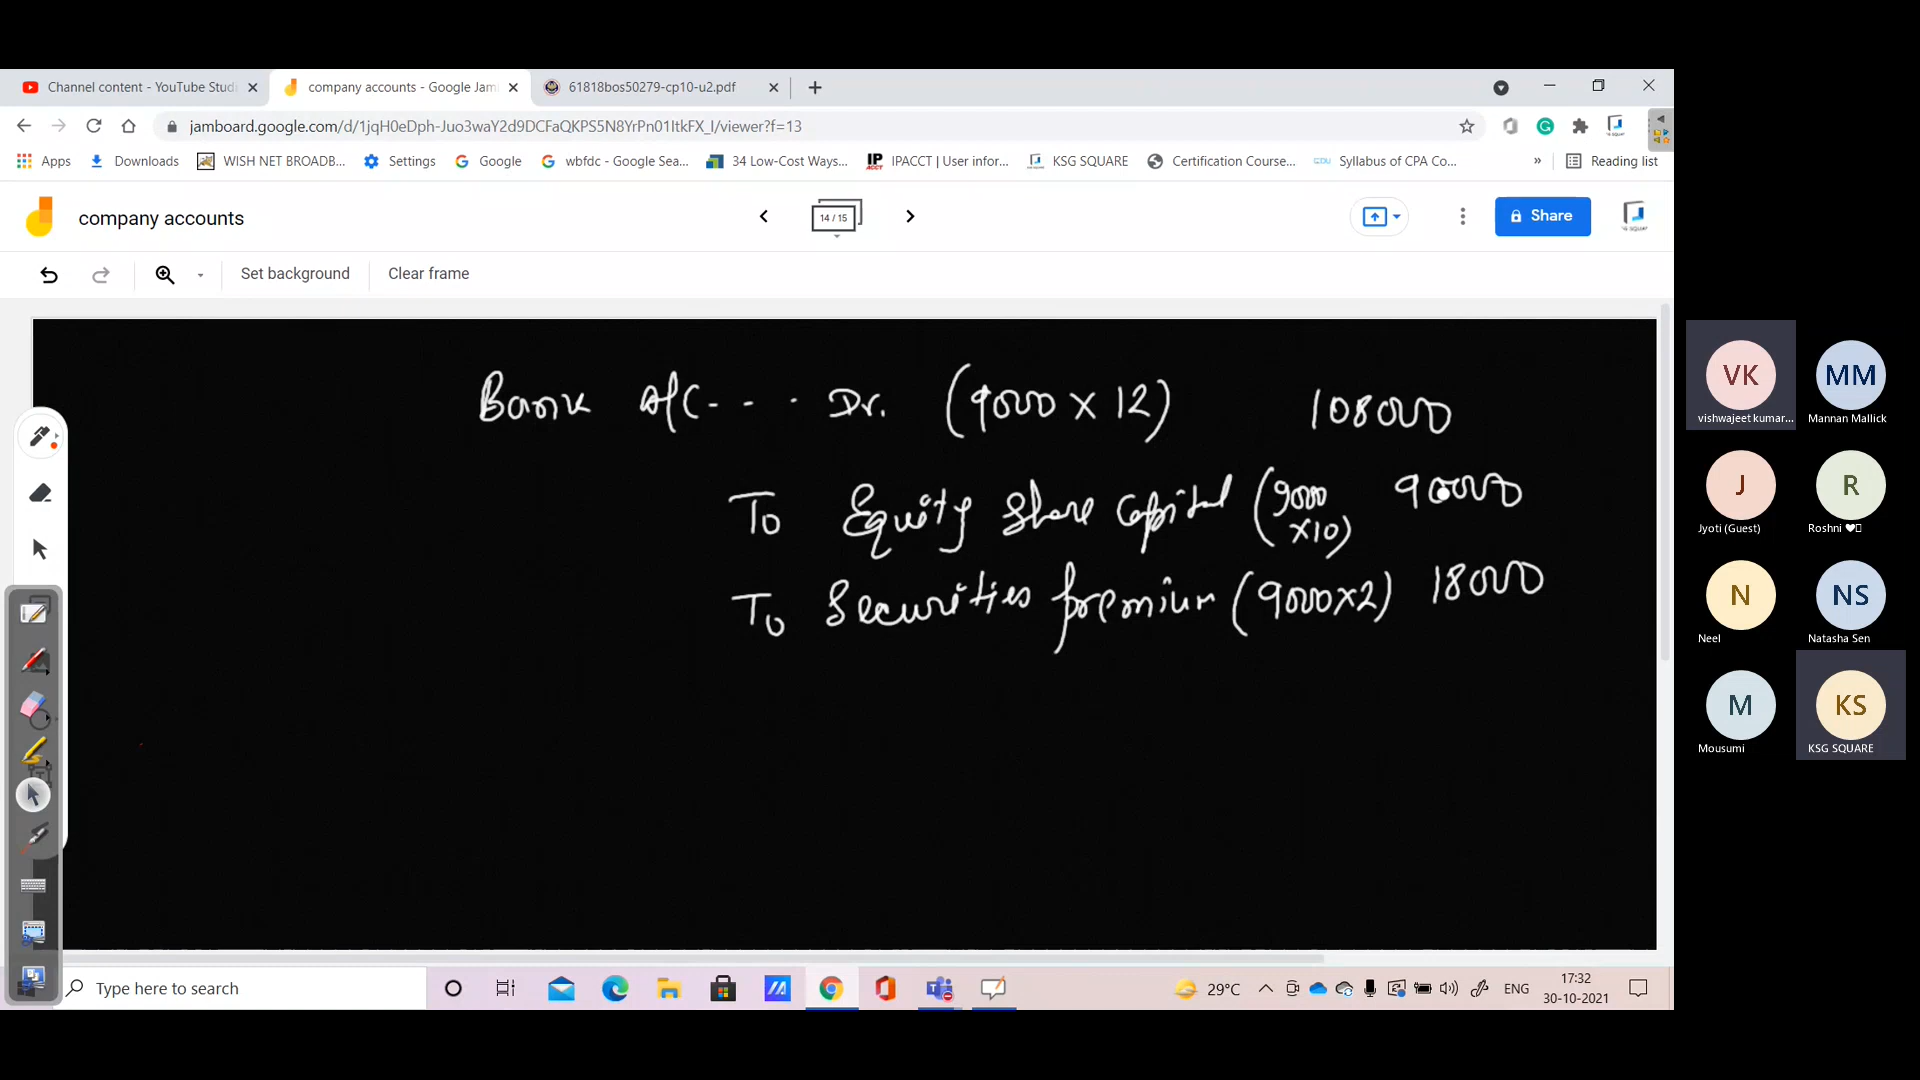 Channel content - YouTube Stud
company accounts - Google Jam
61818bos50279-cp10-u2.pdf
jamboard.google.com/d/1jqH0eDph-Juo3waY2d9DCFaQKPS5N8YrPn01ItkFX_I/viewer?f=13
Apps Downloads WISH NET BROADB... Settings Google wbfdc - Google Sea... 34 Low-Cost Ways... IPACCT | User infor... KSG SQUARE Certification Course... Syllabus of CPA Co... » Reading list
company accounts
14 / 15
Share
Set background
Clear frame
Bank A/c - - - Dr. (9000 x 12) 108000
To Equity Share Capital (9000 x10) 90000
To Securities premium (9000x2) 18000
VK
vishwajeet kumar...
MM
Mannan Mallick
J
Jyoti (Guest)
R
Roshni ❤
N
Neel
NS
Natasha Sen
M
Mousumi
KS
KSG SQUARE
Type here to search
29°C
ENG
17:32
30-10-2021